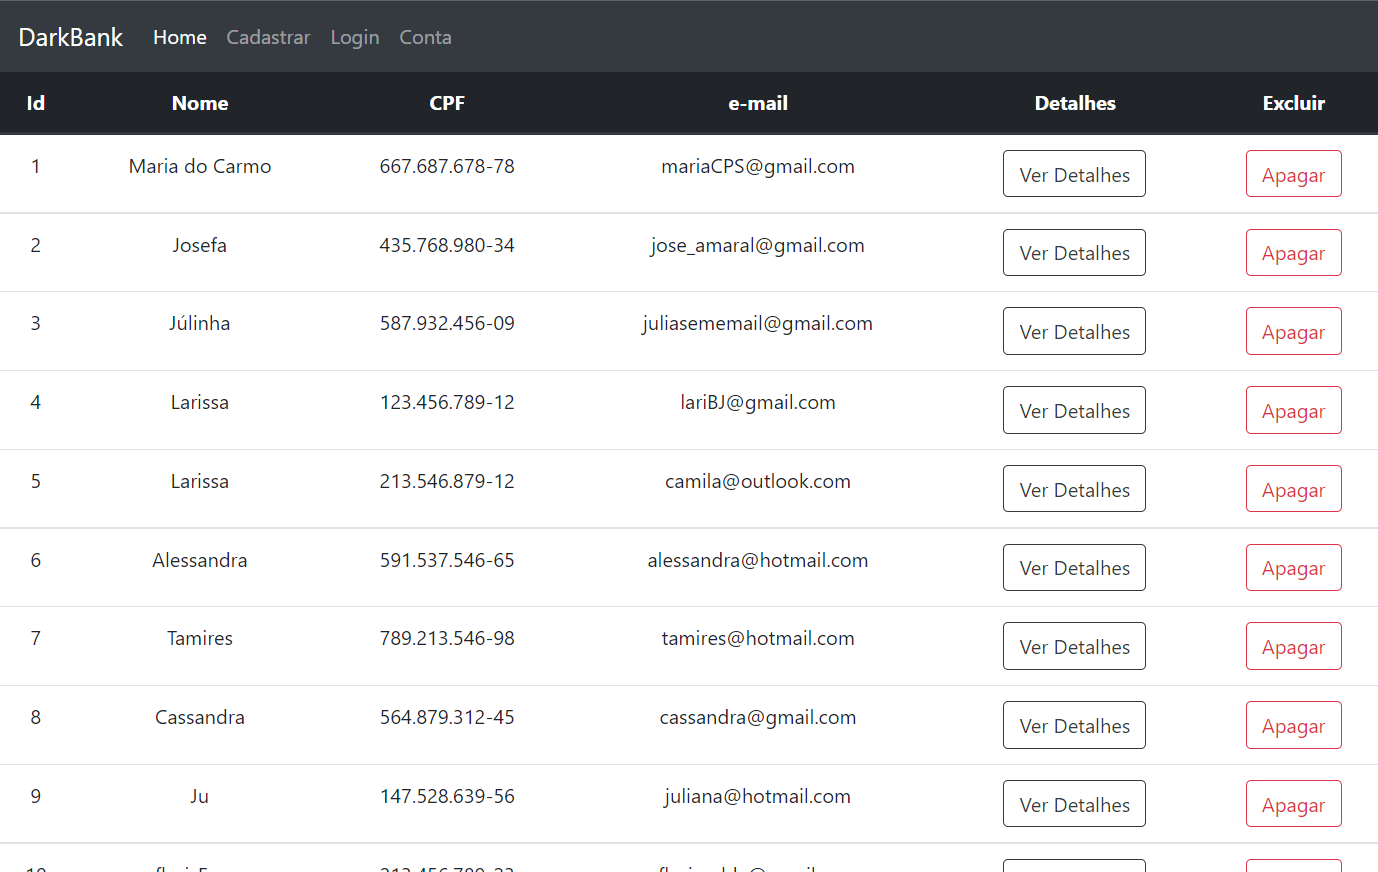 DarkBank Home Cadastrar Login Conta
Id Nome CPF e-mail Detalhes Excluir
1 Maria do Carmo 667.687.678-78 mariaCPS@gmail.com Ver Detalhes Apagar
2 Josefa 435.768.980-34 jose_amaral@gmail.com Ver Detalhes Apagar
3 Júlinha 587.932.456-09 juliasememail@gmail.com Ver Detalhes Apagar
4 Larissa 123.456.789-12 lariBJ@gmail.com Ver Detalhes Apagar
5 Larissa 213.546.879-12 camila@outlook.com Ver Detalhes Apagar
6 Alessandra 591.537.546-65 alessandra@hotmail.com Ver Detalhes Apagar
7 Tamires 789.213.546-98 tamires@hotmail.com Ver Detalhes Apagar
8 Cassandra 564.879.312-45 cassandra@gmail.com Ver Detalhes Apagar
9 Ju 147.528.639-56 juliana@hotmail.com Ver Detalhes Apagar
10